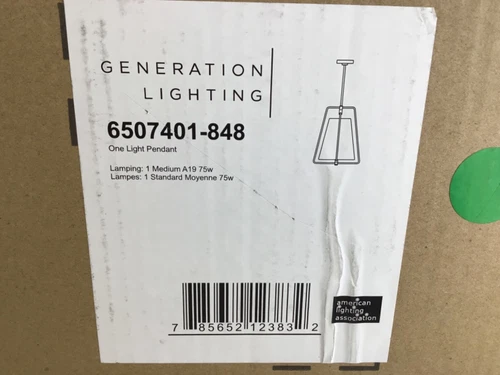 GENERATION
LIGHTING
6507401-848
One Light Pendant
Lamping: 1 Medium A19 75w
Lampes: 1 Standard Moyenne 75w
american
lighting
association
7 85652 12383 2